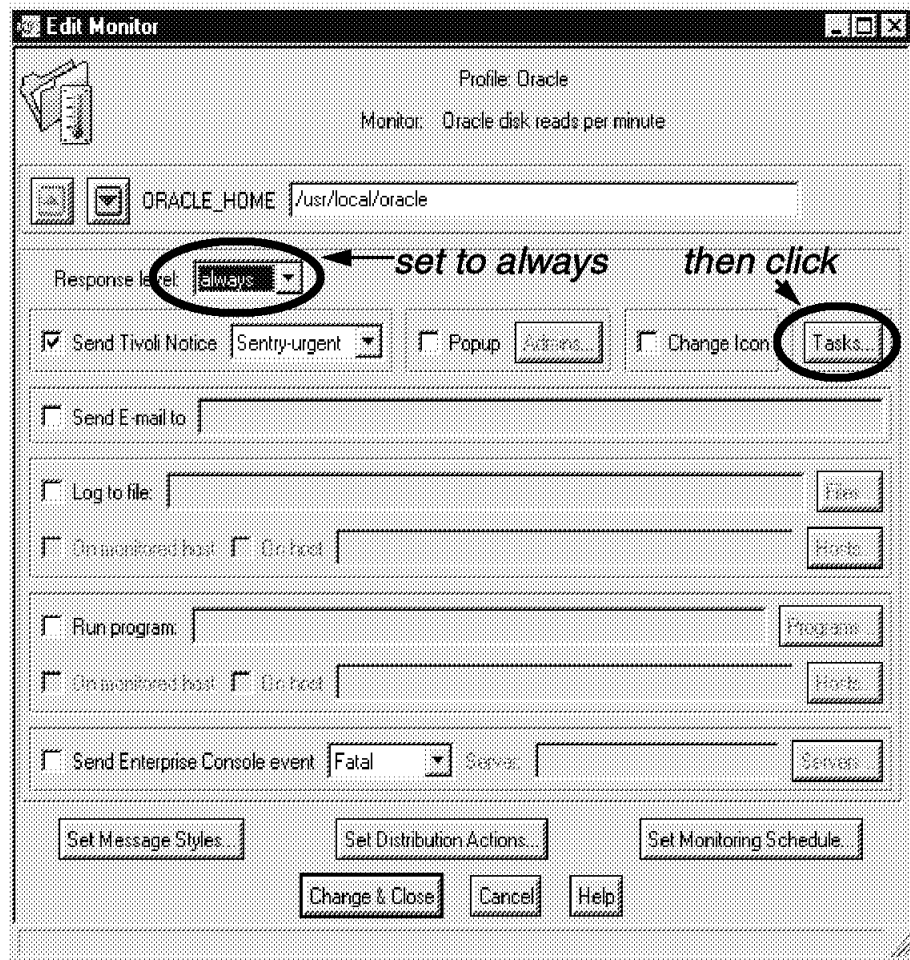 Edit Monitor
Profile: Oracle
Monitor: Oracle disk reads per minute
ORACLE_HOME /usr/local/oracle
set to always then click
Response level: always
Send Tivoli Notice Sentry-urgent Popup Admins... Change Icon Tasks...
Send E-mail to
Log to file: Files...
On monitored host On host Hosts...
Run program: Programs...
On monitored host On host Hosts...
Send Enterprise Console event Fatal Server: Servers...
Set Message Styles... Set Distribution Actions... Set Monitoring Schedule...
Change & Close Cancel Help